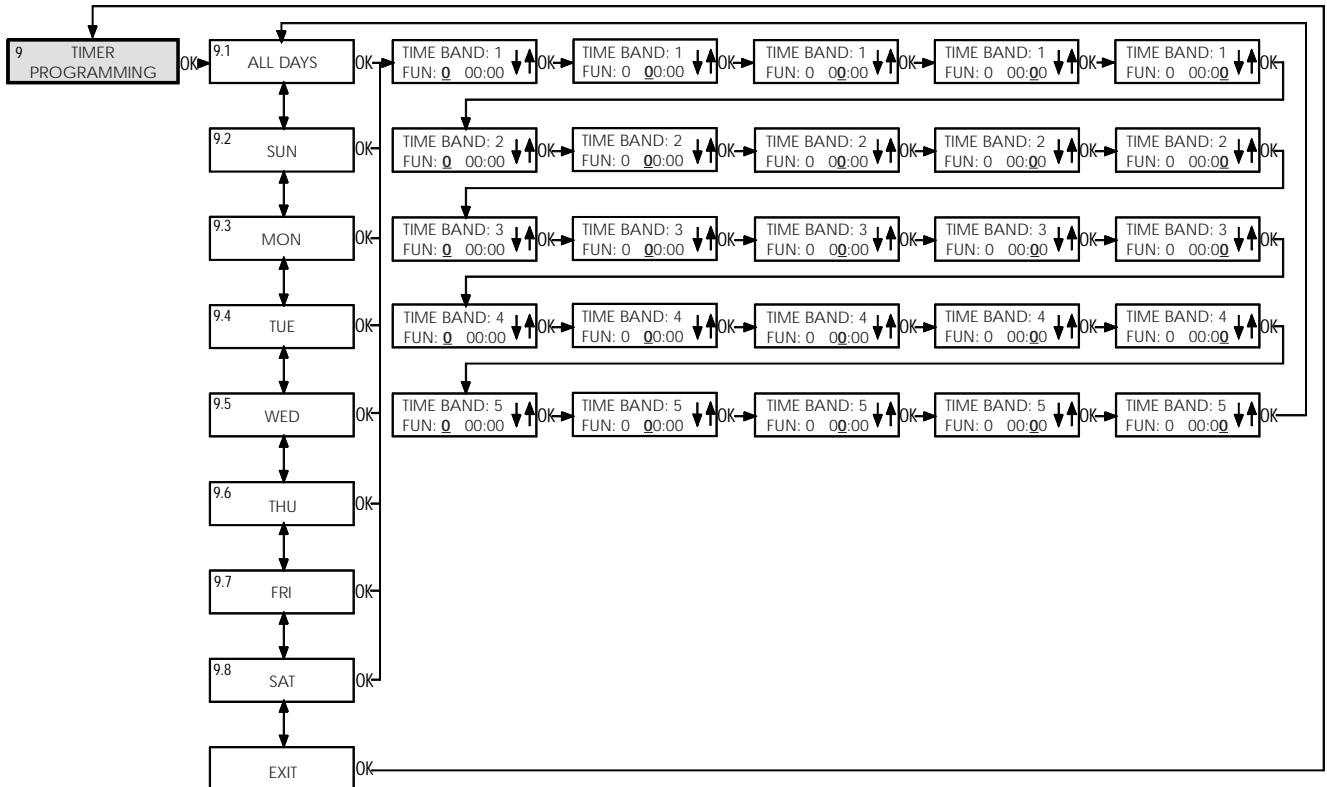 9 TIMER
PROGRAMMING
OK
9.1
ALL DAYS
OK
TIME BAND: 1
FUN: 0 00:00
OK
TIME BAND: 1
FUN: 0 00:00
OK
TIME BAND: 1
FUN: 0 00:00
OK
TIME BAND: 1
FUN: 0 00:00
OK
TIME BAND: 1
FUN: 0 00:00
OK
9.2
SUN
OK
TIME BAND: 2
FUN: 0 00:00
OK
TIME BAND: 2
FUN: 0 00:00
OK
TIME BAND: 2
FUN: 0 00:00
OK
TIME BAND: 2
FUN: 0 00:00
OK
TIME BAND: 2
FUN: 0 00:00
OK
9.3
MON
OK
TIME BAND: 3
FUN: 0 00:00
OK
TIME BAND: 3
FUN: 0 00:00
OK
TIME BAND: 3
FUN: 0 00:00
OK
TIME BAND: 3
FUN: 0 00:00
OK
TIME BAND: 3
FUN: 0 00:00
OK
9.4
TUE
OK
TIME BAND: 4
FUN: 0 00:00
OK
TIME BAND: 4
FUN: 0 00:00
OK
TIME BAND: 4
FUN: 0 00:00
OK
TIME BAND: 4
FUN: 0 00:00
OK
TIME BAND: 4
FUN: 0 00:00
OK
9.5
WED
OK
TIME BAND: 5
FUN: 0 00:00
OK
TIME BAND: 5
FUN: 0 00:00
OK
TIME BAND: 5
FUN: 0 00:00
OK
TIME BAND: 5
FUN: 0 00:00
OK
TIME BAND: 5
FUN: 0 00:00
OK
9.6
THU
OK
9.7
FRI
OK
9.8
SAT
OK
EXIT
OK